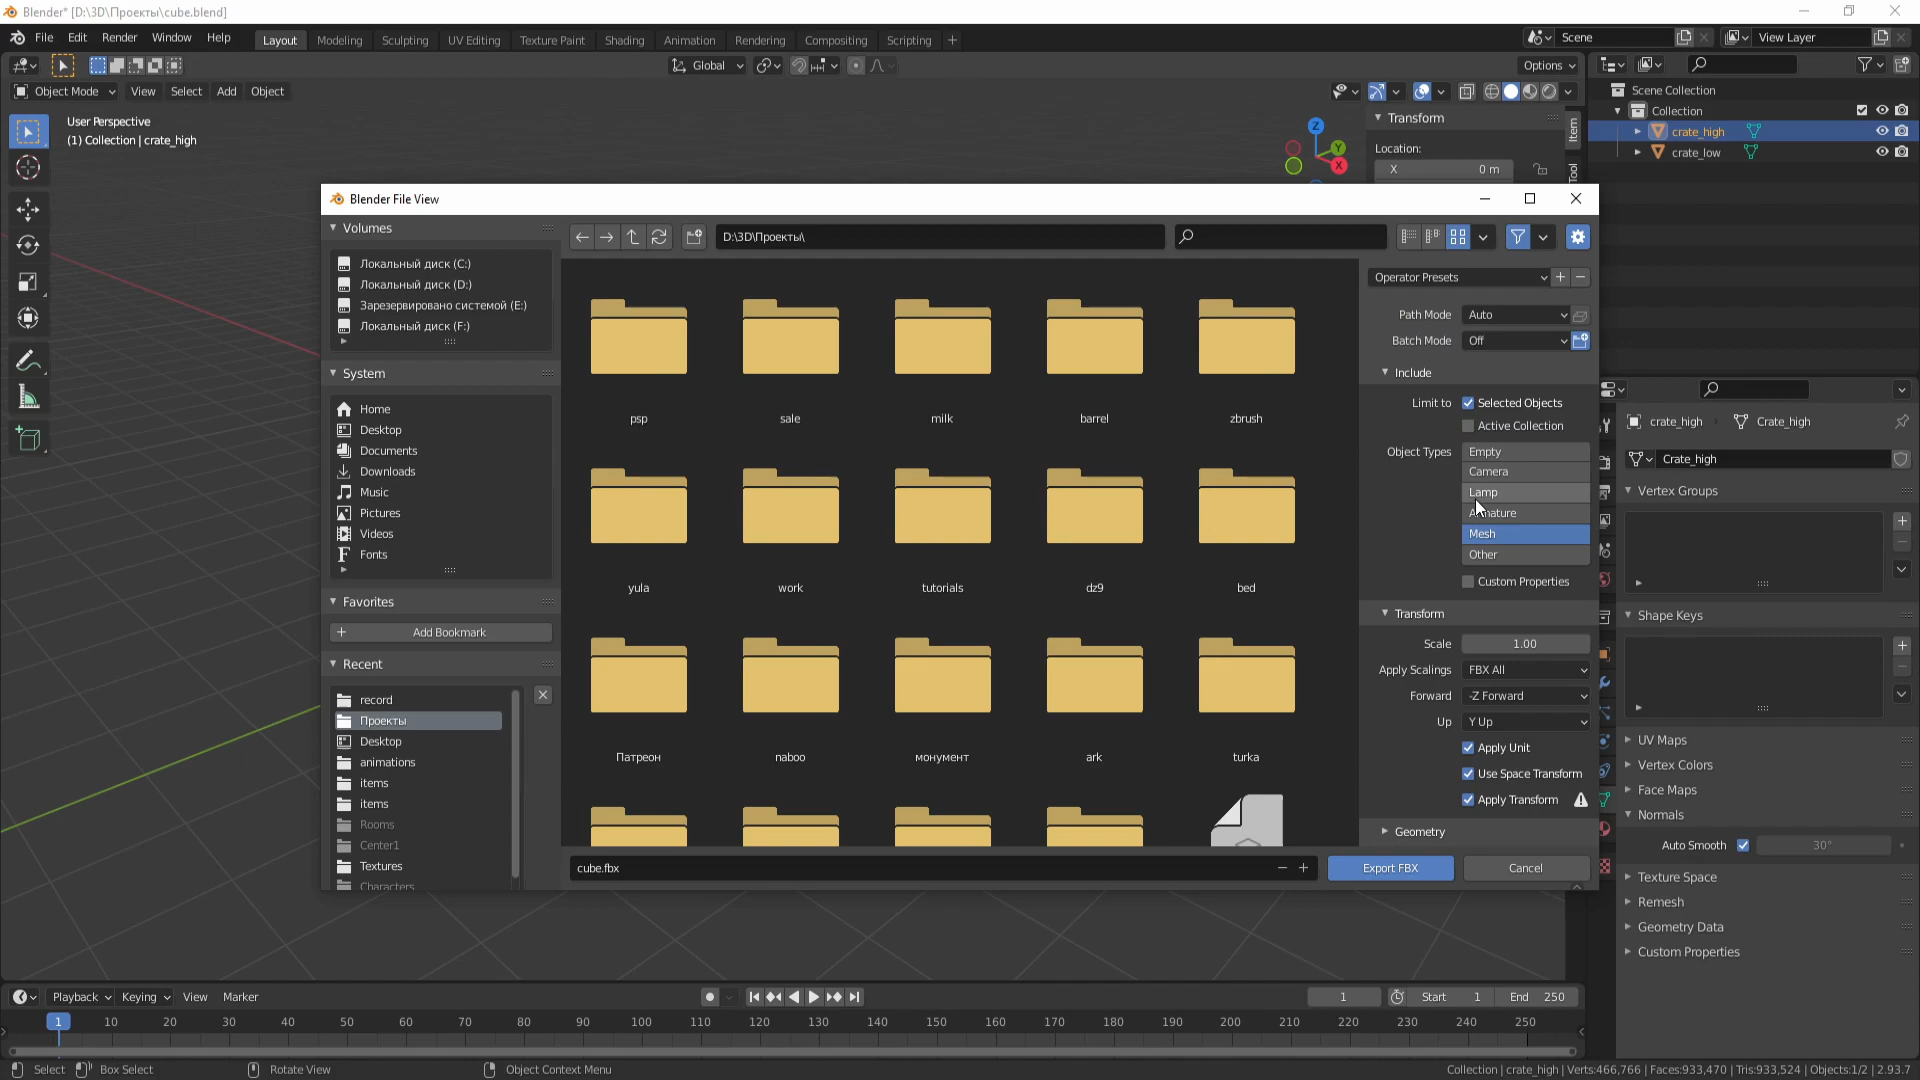 Blender* [D:\3D\Проекты\cube.blend]
File Edit Render Window Help Layout Modeling Sculpting UV Editing Texture Paint Shading Animation Rendering Compositing Scripting + Scene View Layer
Global Options
Object Mode View Select Add Object
User Perspective
(1) Collection | crate_high
Z
Y
X
Transform
Location:
X 0 m
Item
Tool
Scene Collection
Collection
crate_high
crate_low
Blender File View
Volumes
Локальный диск (C:)
Локальный диск (D:)
Зарезервировано системой (E:)
Локальный диск (F:)
System
Home
Desktop
Documents
Downloads
Music
Pictures
Videos
Fonts
Favorites
Add Bookmark
Recent
record
Проекты
Desktop
animations
items
items
Rooms
Center1
Textures
Characters
D:\3D\Проекты\
psp sale milk barrel zbrush
yula work tutorials dz9 bed
Патреон naboo монумент ark turka
cube.fbx
Operator Presets
Path Mode Auto
Batch Mode Off
Include
Limit to Selected Objects
Active Collection
Object Types Empty
Camera
Lamp
Mesh
Other
Custom Properties
Transform
Scale 1.00
Apply Scalings FBX All
Forward -Z Forward
Up Y Up
Apply Unit
Use Space Transform
Apply Transform
Geometry
Export FBX Cancel
crate_high Crate_high
Crate_high
Vertex Groups
Shape Keys
UV Maps
Vertex Colors
Face Maps
Normals
Auto Smooth 30°
Texture Space
Remesh
Geometry Data
Custom Properties
Playback Keying View Marker 1 Start 1 End 250
1 10 20 30 40 50 60 70 80 90 100 110 120 130 140 150 160 170 180 190 200 210 220 230 240 250
Select Box Select Rotate View Object Context Menu Collection | crate_high | Verts:466,766 | Faces:933,470 | Tris:933,524 | Objects:1/2 | 2.93.7